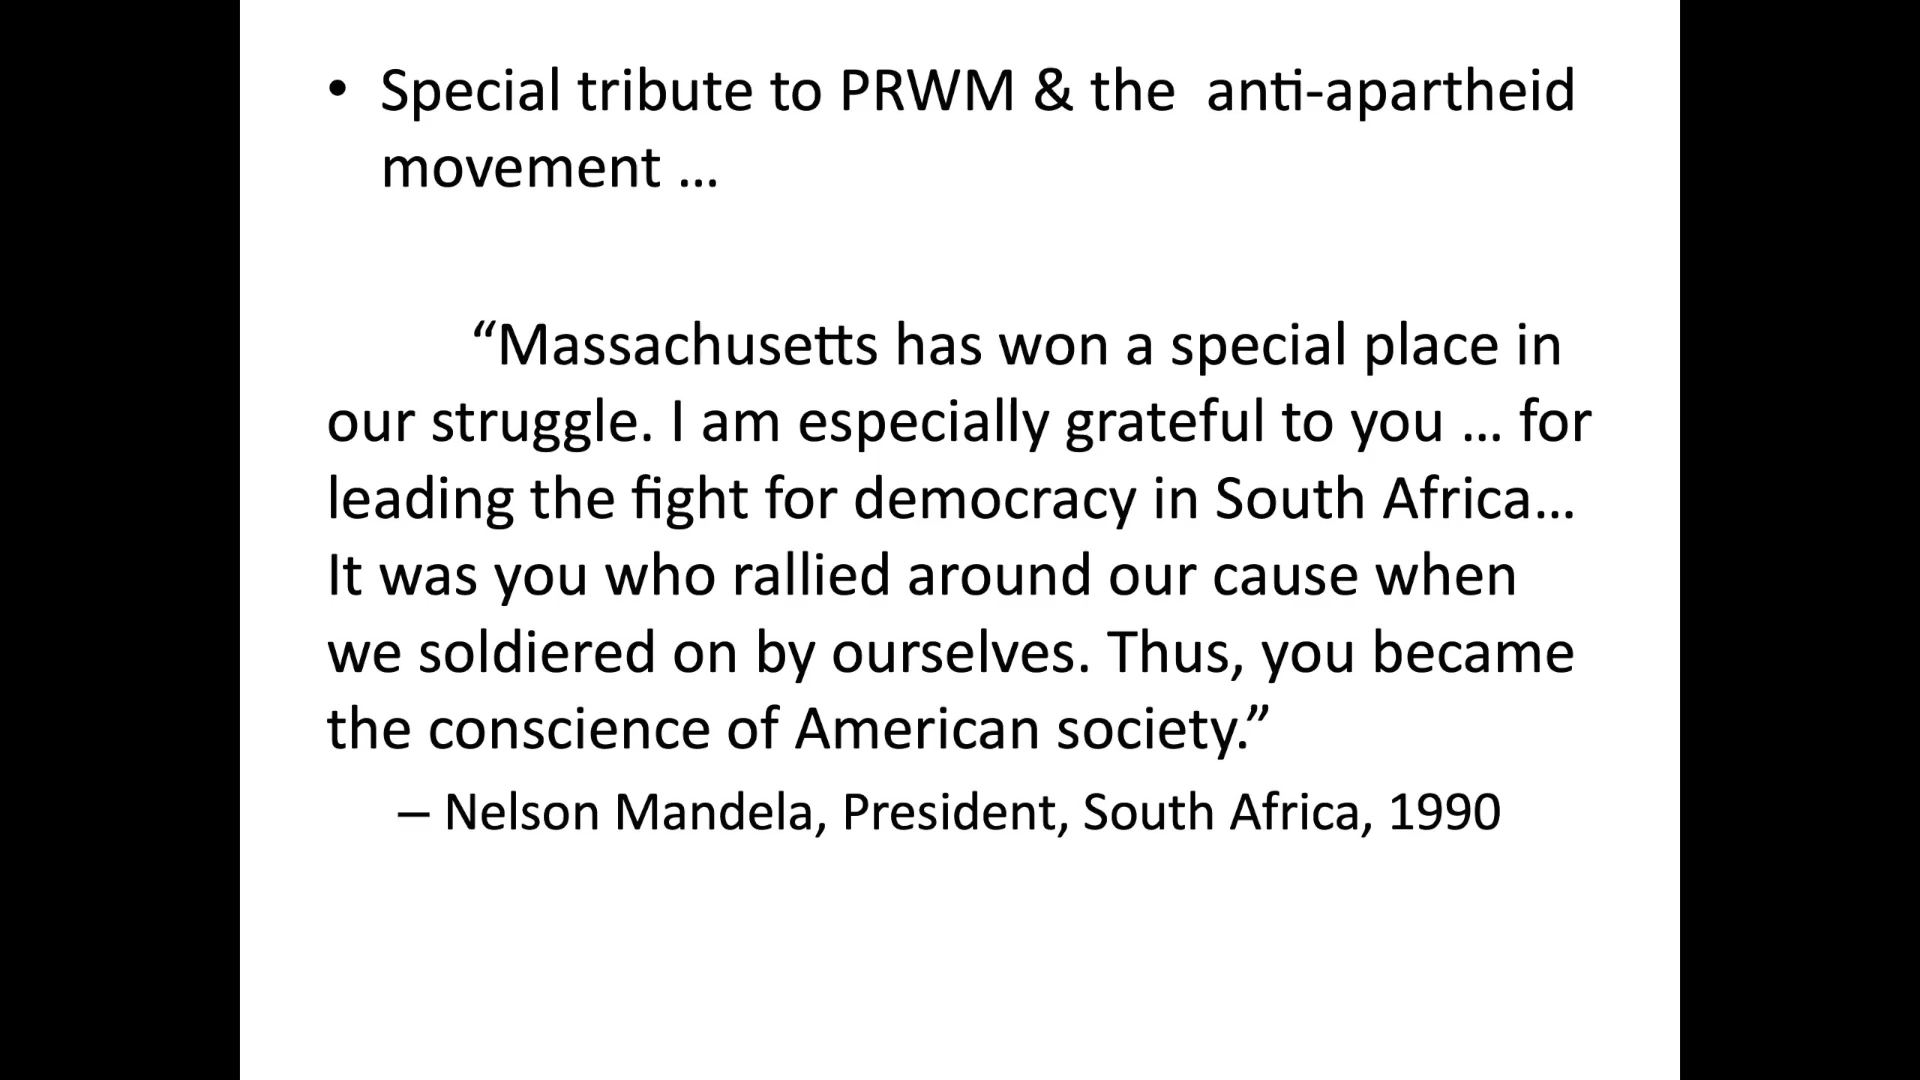 • Special tribute to PRWM & the  anti-apartheid
movement …
“Massachusetts has won a special place in
our struggle. I am especially grateful to you … for
leading the fight for democracy in South Africa…
It was you who rallied around our cause when
we soldiered on by ourselves. Thus, you became
the conscience of American society.”
– Nelson Mandela, President, South Africa, 1990